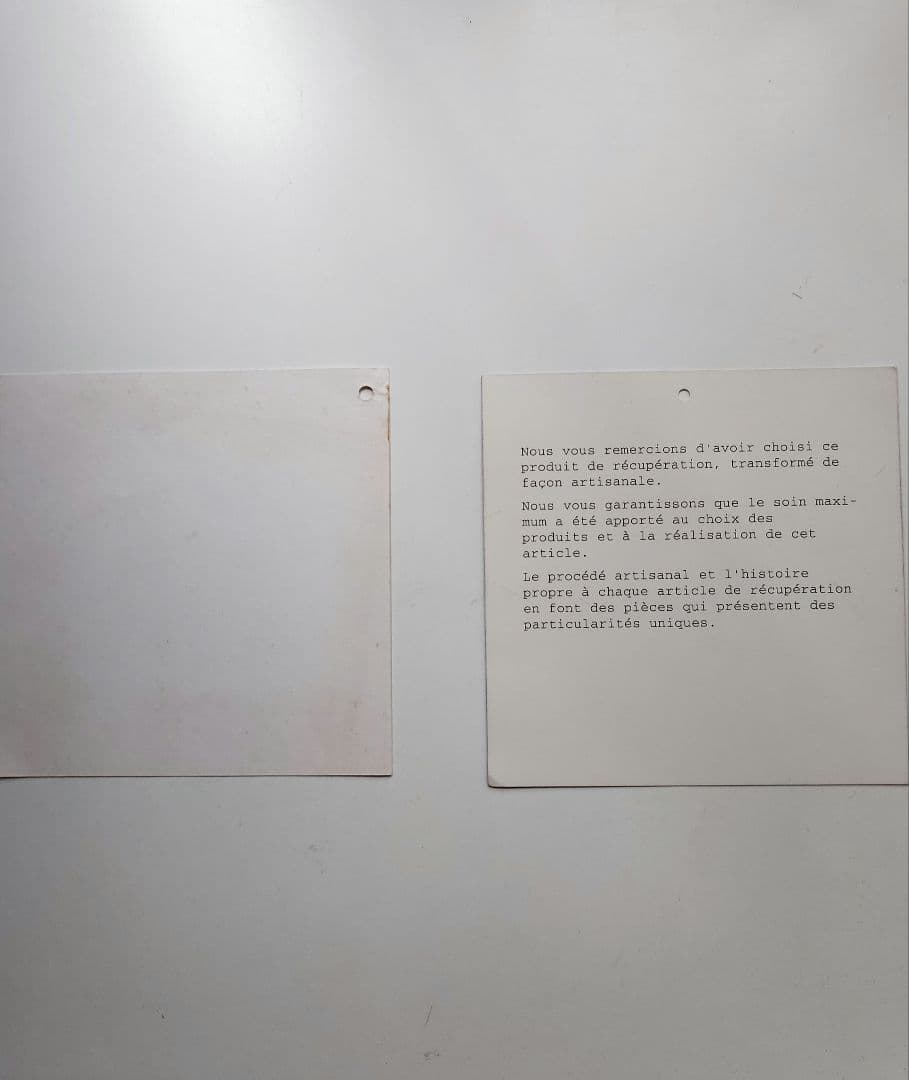 Nous vous remercions d'avoir choisi ce
produit de récupération, transformé de
façon artisanale.
Nous vous garantissons que le soin maxi-
mum a été apporté au choix des
produits et à la réalisation de cet
article.
Le procédé artisanal et l'histoire
propre à chaque article de récupération
en font des pièces qui présentent des
particularités uniques.